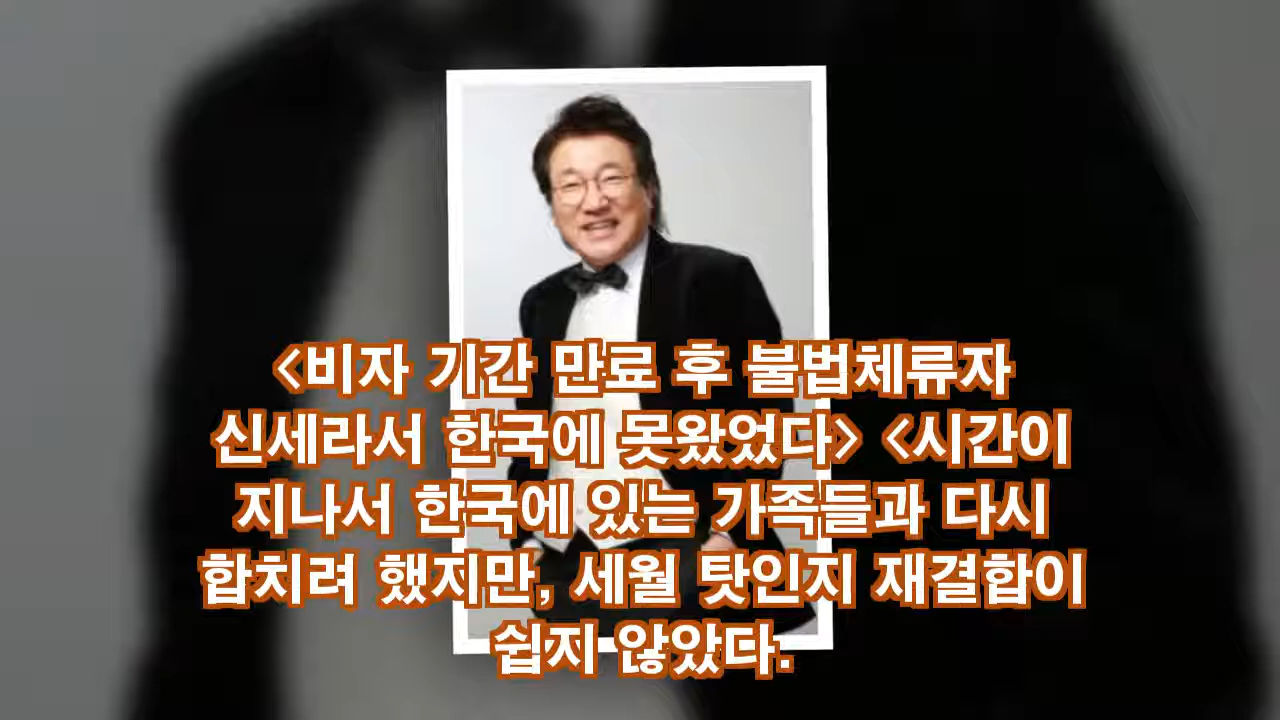 <비자 기간 만료 후 불법체류자
신세라서 한국에 못왔었다> <시간이
지나서 한국에 있는 가족들과 다시
합치려 했지만, 세월 탓인지 재결합이
쉽지 않았다.